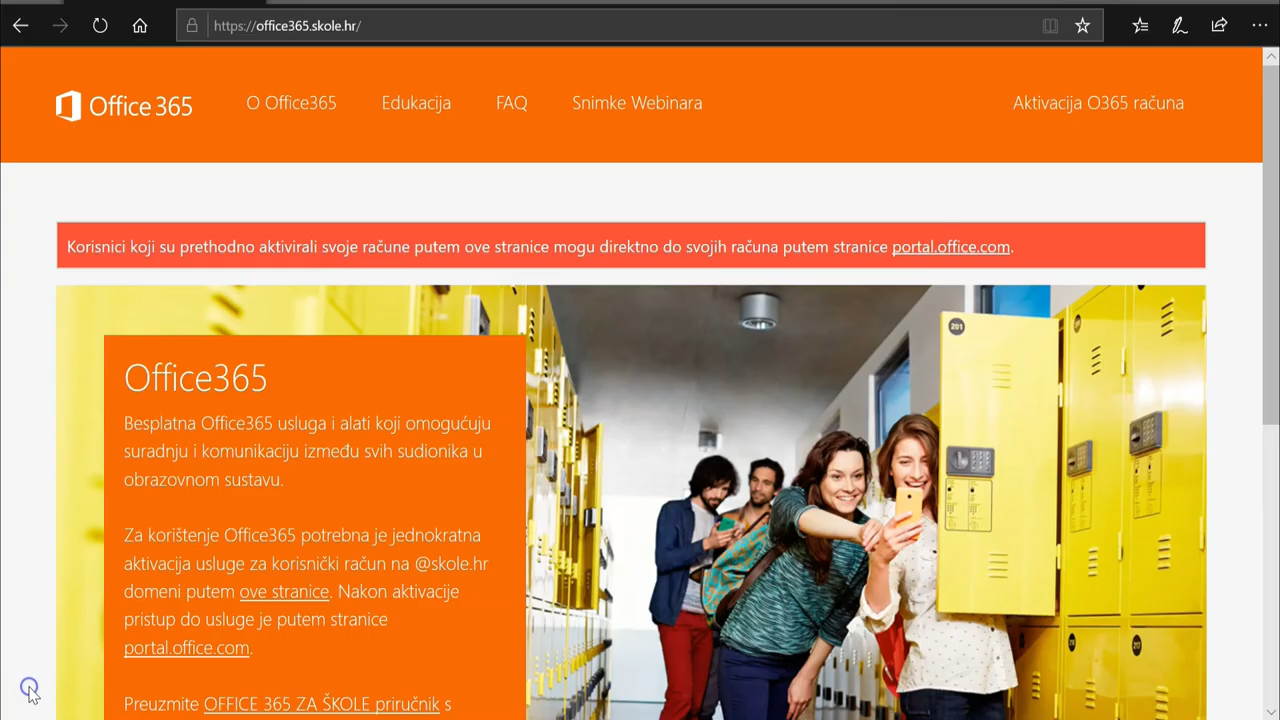 https://office365.skole.hr/
Office 365
O Office365
Edukacija
FAQ
Snimke Webinara
Aktivacija O365 računa
Korisnici koji su prethodno aktivirali svoje račune putem ove stranice mogu direktno do svojih računa putem stranice portal.office.com.
201
Office365
Besplatna Office365 usluga i alati koji omogućuju
suradnju i komunikaciju između svih sudionika u
obrazovnom sustavu.
Za korištenje Office365 potrebna je jednokratna
aktivacija usluge za korisnički račun na @skole.hr
domeni putem ove stranice. Nakon aktivacije
pristup do usluge je putem stranice
portal.office.com.
Preuzmite OFFICE 365 ZA ŠKOLE priručnik s